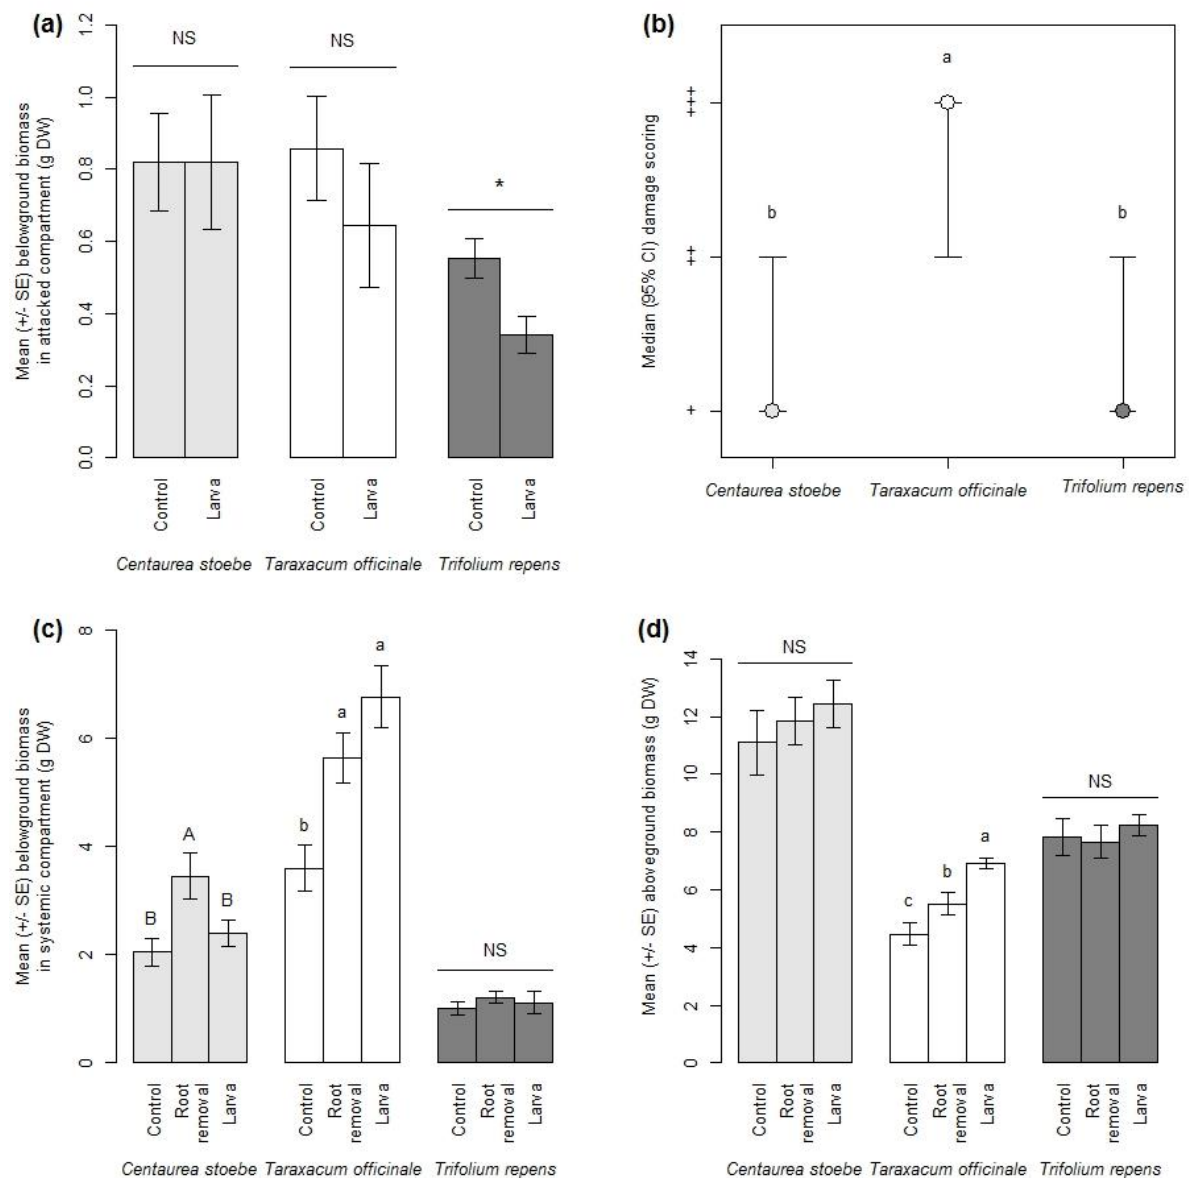 (a)
Mean (+/- SE) belowground biomass
in attacked compartment (g DW)
1.2
1.0
0.8
0.6
0.4
0.2
0.0
NS
NS
*
Control
Larva
Control
Larva
Control
Larva
Centaurea stoebe
Taraxacum officinale
Trifolium repens
(b)
Median (95% CI) damage scoring
+++
++
+
b
a
b
Centaurea stoebe
Taraxacum officinale
Trifolium repens
(c)
Mean (+/- SE) belowground biomass
in systemic compartment (g DW)
8
6
4
2
0
B
A
B
b
a
a
NS
Control
Root
removal
Larva
Control
Root
removal
Larva
Control
Root
removal
Larva
Centaurea stoebe
Taraxacum officinale
Trifolium repens
(d)
Mean (+/- SE) aboveground biomass (g DW)
14
12
10
8
6
4
2
0
NS
c
b
a
NS
Control
Root
removal
Larva
Control
Root
removal
Larva
Control
Root
removal
Larva
Centaurea stoebe
Taraxacum officinale
Trifolium repens